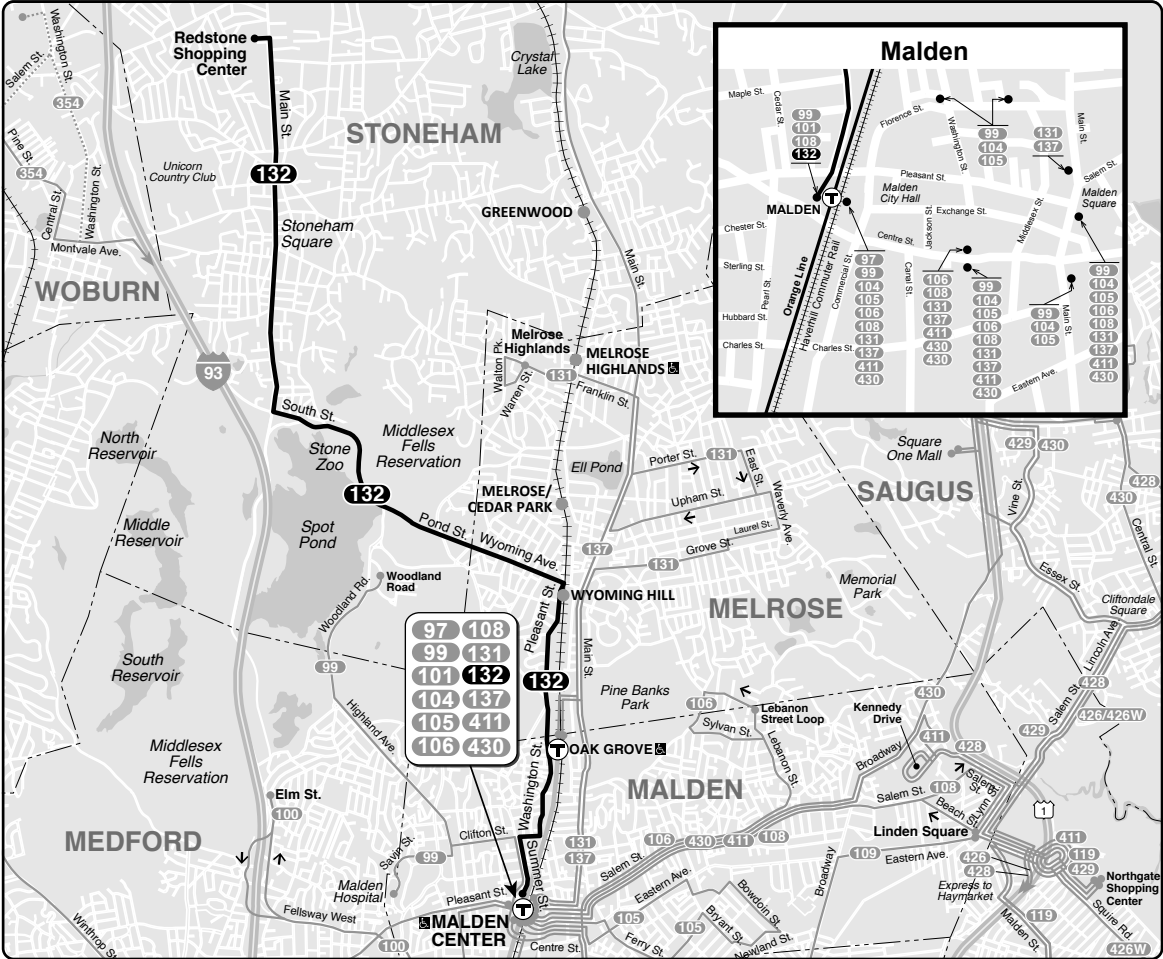 Redstone
Shopping
Center
Main St.
132
STONEHAM
Crystal
Lake
Salem St.
Washington St.
354
Pine St.
354
Washington St.
Central St.
Montvale Ave.
Unicorn
Country Club
Stoneham
Square
GREENWOOD
Main St.
WOBURN
93
Melrose
Highlands
MELROSE
HIGHLANDS
Walton Pk.
Warren St.
131
Franklin St.
South St.
Stone
Zoo
Middlesex
Fells
Reservation
North
Reservoir
Ell Pond
Porter St.
131
East St.
Upham St.
Waverly Ave.
Laurel St.
Grove St.
131
137
132
MELROSE/
CEDAR PARK
Pond St.
Wyoming Ave.
Middle
Reservoir
Spot
Pond
Woodland
Road
Woodland Rd.
WYOMING HILL
Pleasant St.
MELROSE
Memorial
Park
Square
One Mall
SAUGUS
429
430
428
430
Vine St.
Central St.
Essex St.
Cliftondale
Square
Lincoln Ave.
South
Reservoir
99
97
108
99
131
101
132
104
137
105
411
106
430
132
Main St.
Pine Banks
Park
106
Lebanon
Street Loop
Sylvan St.
Lebanon St.
Kennedy
Drive
430
411
428
Salem St.
428
426/426W
429
Highland Ave.
Middlesex
Fells
Reservation
T
OAK GROVE
Washington St.
MALDEN
Broadway
Salem St.
108
Salem
St.
Beach St.
Lynn St.
Linden Square
1
Elm St.
100
MEDFORD
Clifton St.
Savin St.
99
Summer St.
131
137
Salem St.
106
430
411
108
Broadway
109
Eastern Ave.
426
428
Express to
Haymarket
411
119
429
Northgate
Shopping
Center
Malden
Hospital
Pleasant St.
Fellsway West
100
T
MALDEN
CENTER
Centre St.
Eastern Ave.
105
Ferry St.
105
Bryant St.
Bowdoin St.
Newland St.
119
Malden St.
Squire Rd.
426W
Winthrop St.
Malden
Maple St.
Cedar St.
99
101
108
132
Florence St.
Washington St.
99
104
105
131
137
Main St.
Salem St.
Pleasant St.
Malden
City Hall
Malden
Square
MALDEN
T
Exchange St.
Jackson St.
Middlesex St.
Chester St.
Centre St.
Sterling St.
Pearl St.
Orange Line
Haverhill Commuter Rail
Commercial St.
Canal St.
Hubbard St.
Charles St.
Charles St.
97
99
104
105
106
108
131
137
411
430
106
108
131
137
411
430
430
99
104
105
106
108
131
137
411
430
99
104
105
Main St.
Eastern Ave.
99
104
105
106
108
131
137
411
430